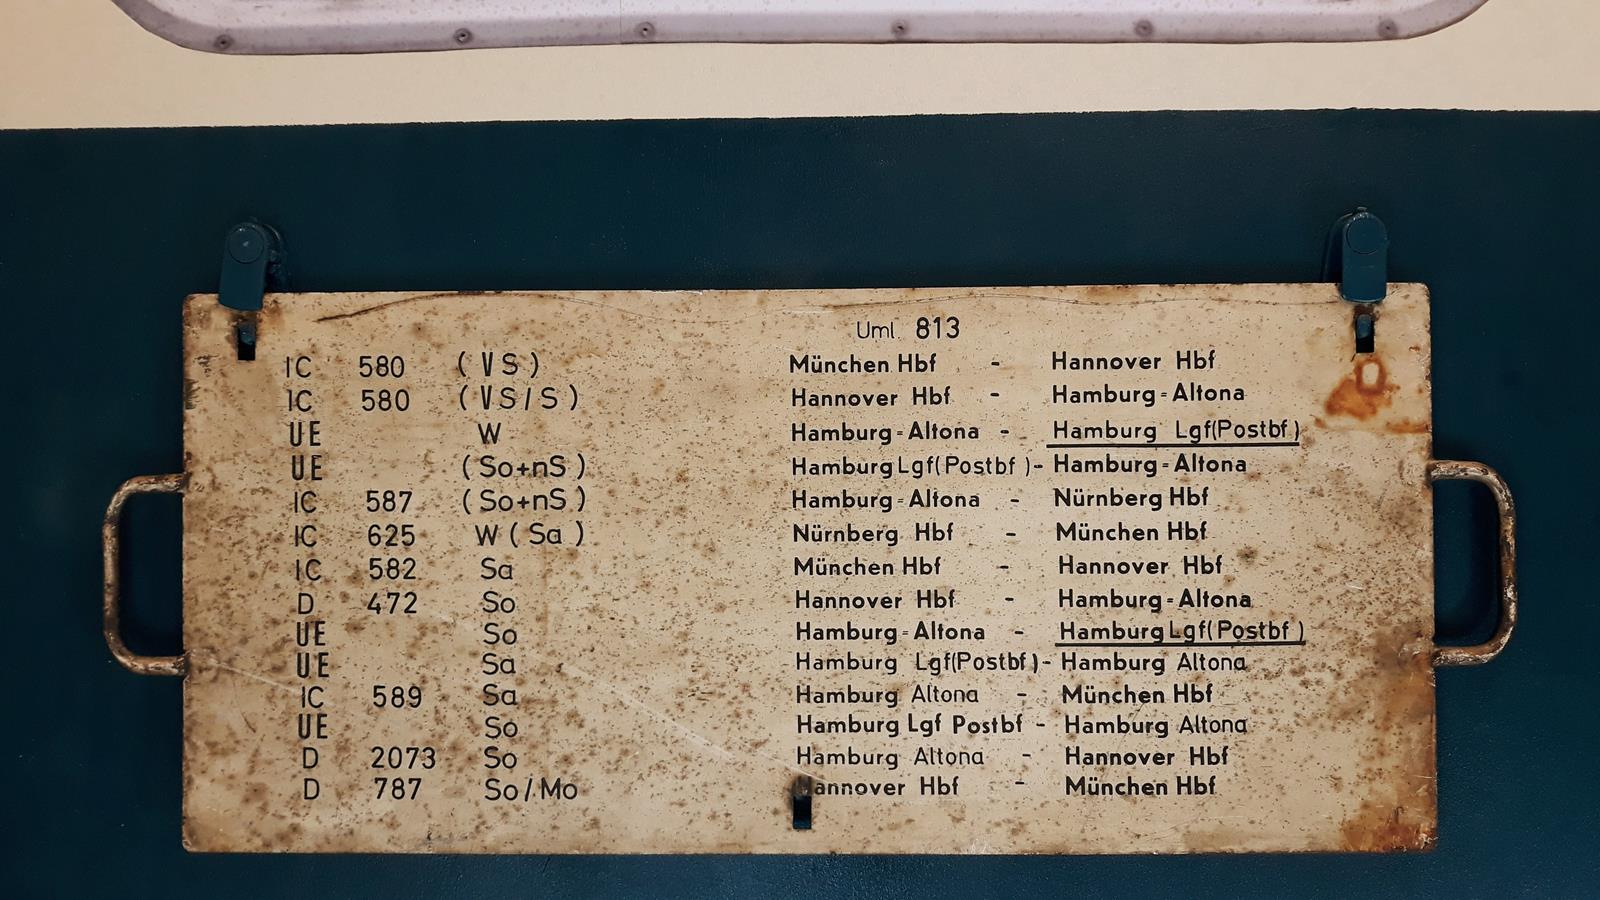 Uml. 813
IC 580 (VS) München Hbf - Hannover Hbf
IC 580 (VS/S) Hannover Hbf - Hamburg-Altona
UE W Hamburg-Altona - Hamburg Lgf(Postbf)
UE (So+nS) Hamburg Lgf(Postbf) - Hamburg-Altona
IC 587 (So+nS) Hamburg-Altona - Nürnberg Hbf
IC 625 W (Sa) Nürnberg Hbf - München Hbf
IC 582 Sa München Hbf - Hannover Hbf
D 472 So Hannover Hbf - Hamburg-Altona
UE So Hamburg-Altona - Hamburg Lgf(Postbf)
UE Sa Hamburg Lgf(Postbf) - Hamburg Altona
IC 589 Sa Hamburg Altona - München Hbf
UE So Hamburg Lgf Postbf - Hamburg Altona
D 2073 So Hamburg Altona - Hannover Hbf
D 787 So/Mo Hannover Hbf - München Hbf